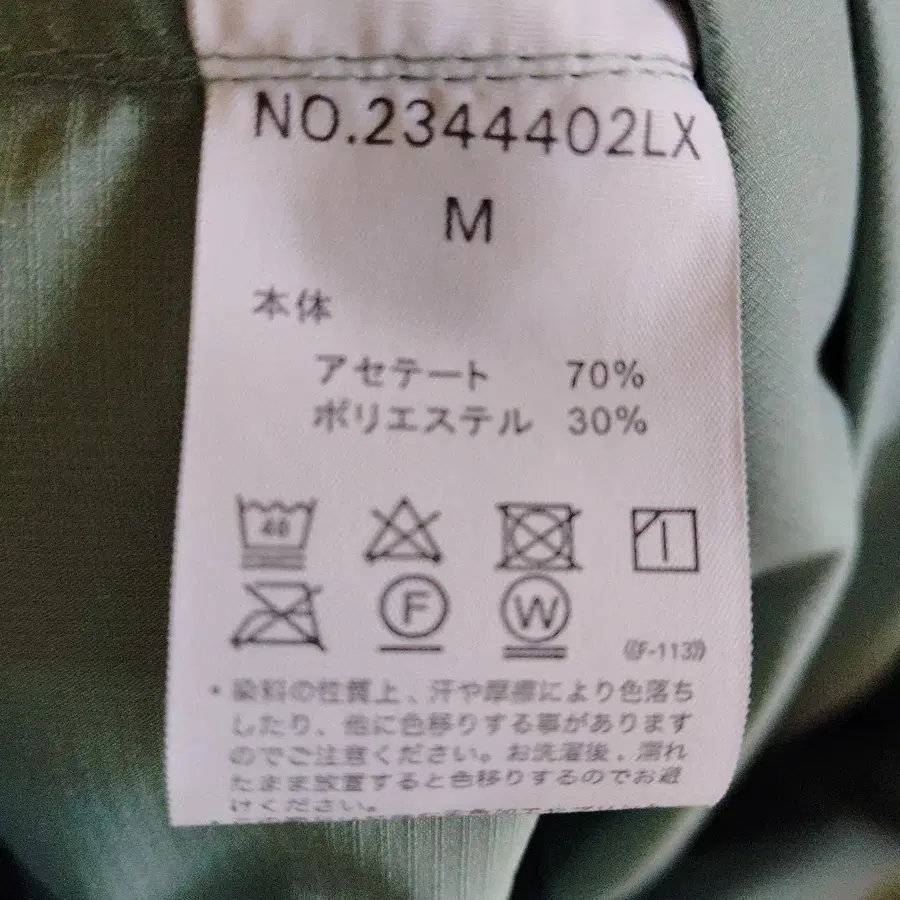 NO.2344402LX
M
本体
アセテート 70%
ポリエステル 30%
40
F W
(F-113)
・染料の性質上、汗や摩擦により色落ち
したり、他に色移りする事があります
のでご注意ください。お洗濯後、濡れ
たまま放置すると色移りするのでお避
けください。